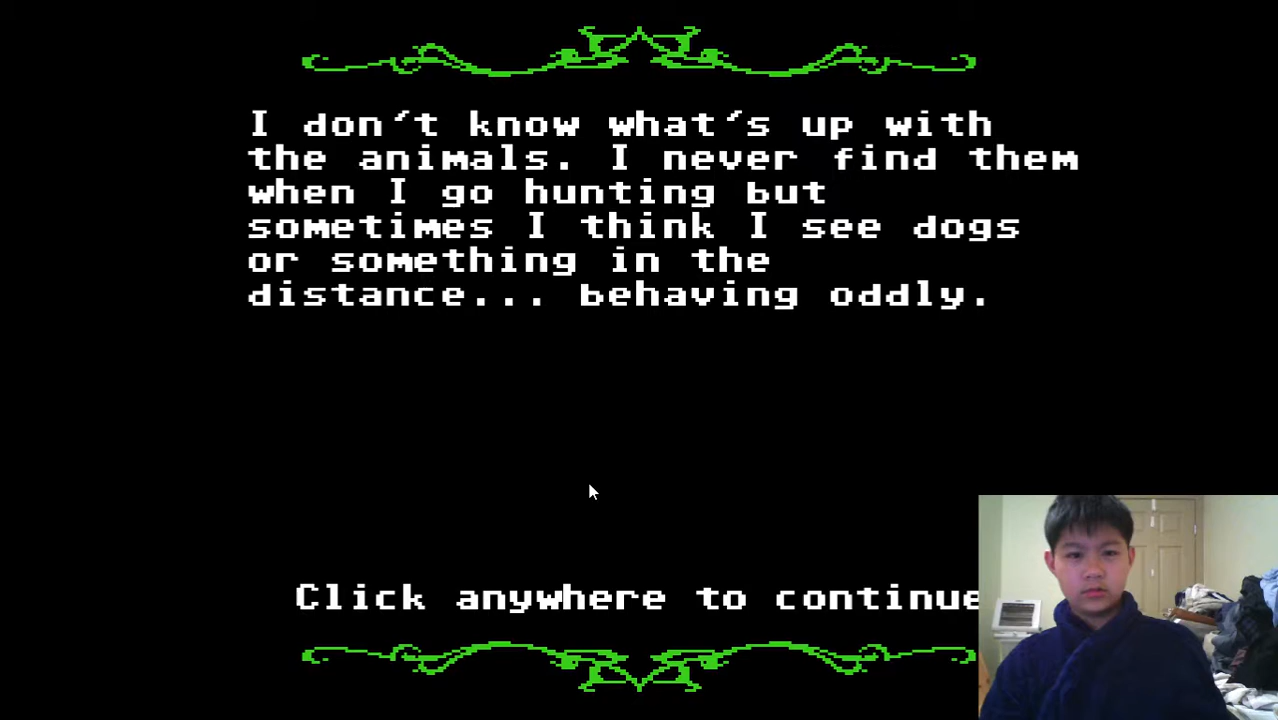 I don't know what's up with
the animals. I never find them
when I go hunting but
sometimes I think I see dogs
or something in the
distance... behaving oddly.
Click anywhere to continue